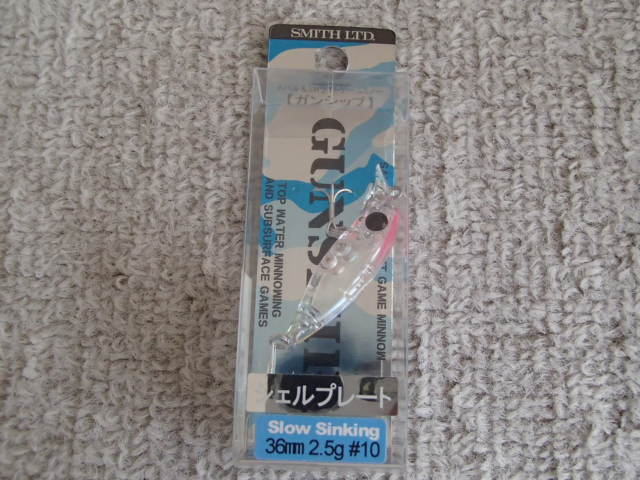 SMITH LTD.
【ガンシップ】
GUNS
TOP WATER MINNOWING
AND SUBSURFACE GAMES
GAME MINNOW
シェルプレート
Slow Sinking
36mm 2.5g #10